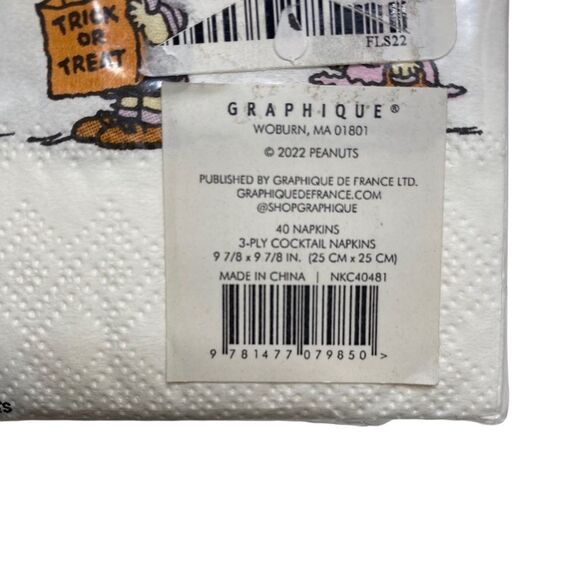 TRICK
OR
TREAT
FLS22
GRAPHIQUE®
WOBURN, MA 01801
© 2022 PEANUTS
PUBLISHED BY GRAPHIQUE DE FRANCE LTD.
GRAPHIQUEDEFRANCE.COM
@SHOPGRAPHIQUE
40 NAPKINS
3-PLY COCKTAIL NAPKINS
9 7/8 x 9 7/8 IN. (25 CM x 25 CM)
MADE IN CHINA | NKC40481
9 781477 079850 >